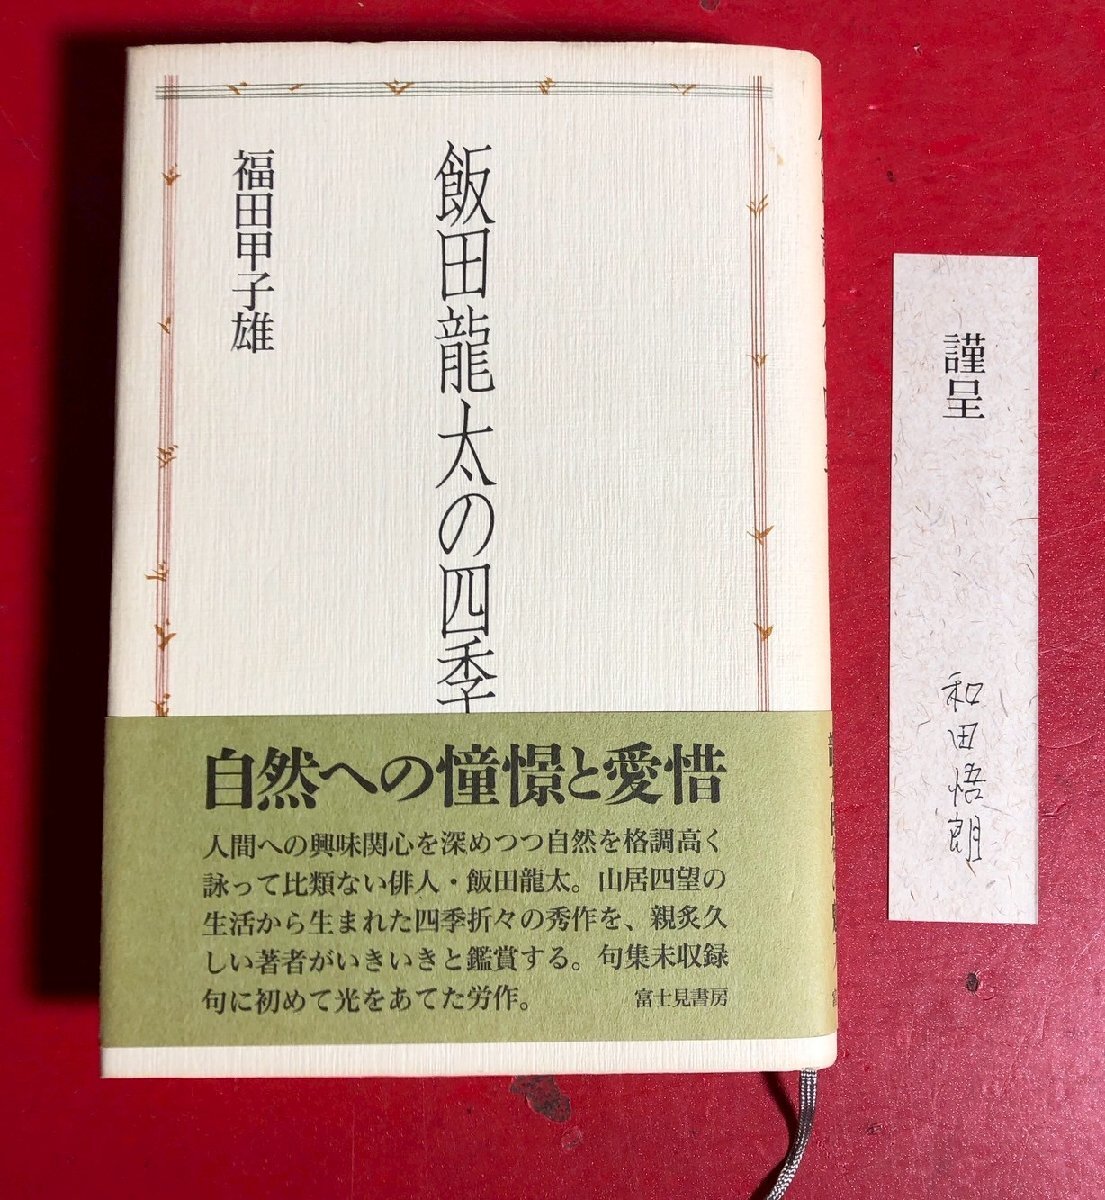 飯田龍太の四季
福田甲子雄
自然への憧憬と愛惜
人間への興味関心を深めつつ自然を格調高く
詠って比類ない俳人・飯田龍太。山居四望の
生活から生まれた四季折々の秀作を、親炙久
しい著者がいきいきと鑑賞する。句集未収録
句に初めて光をあてた労作。
富士見書房
謹呈
和田悟朗